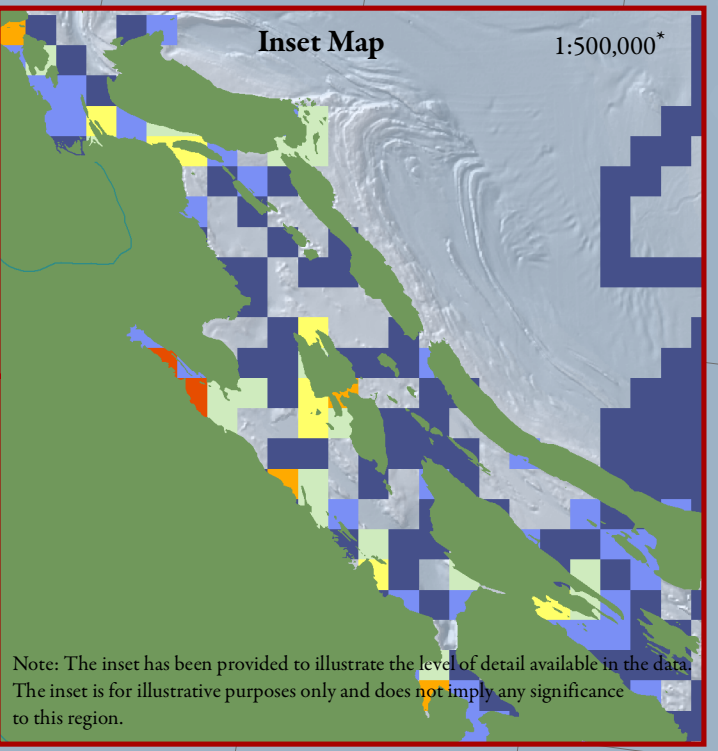 Inset Map
1:500,000*
Note: The inset has been provided to illustrate the level of detail available in the data.
The inset is for illustrative purposes only and does not imply any significance
to this region.